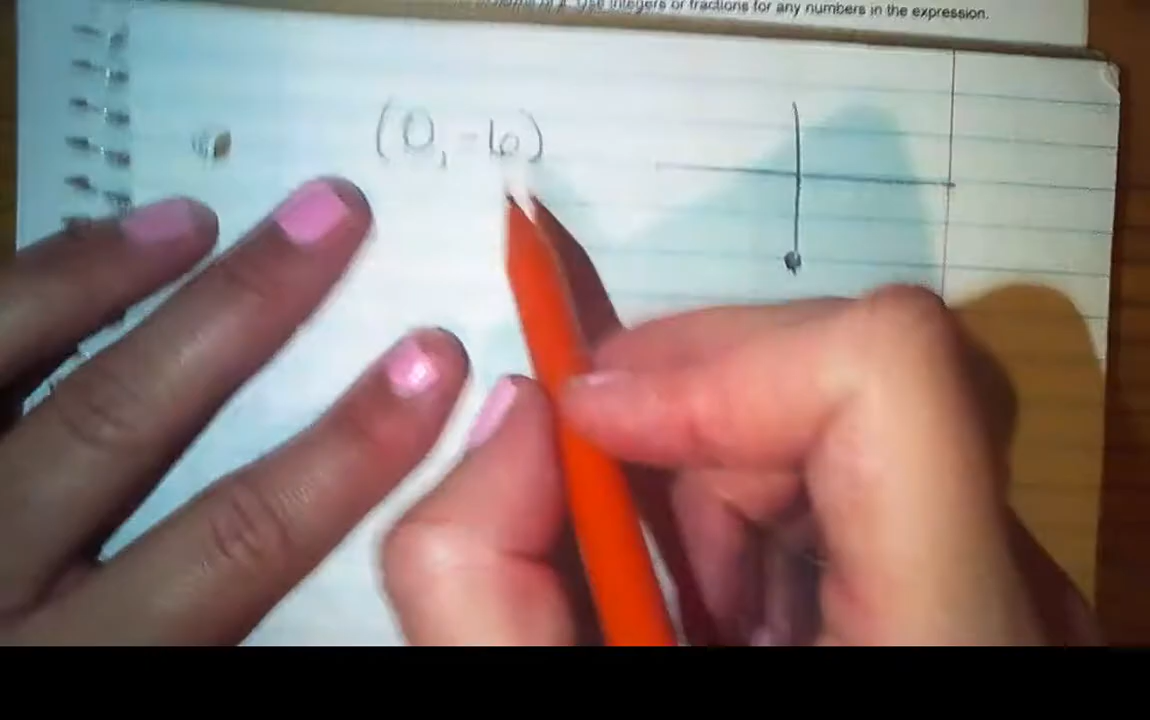 Use integers or fractions for any numbers in the expression.
(0, -6)